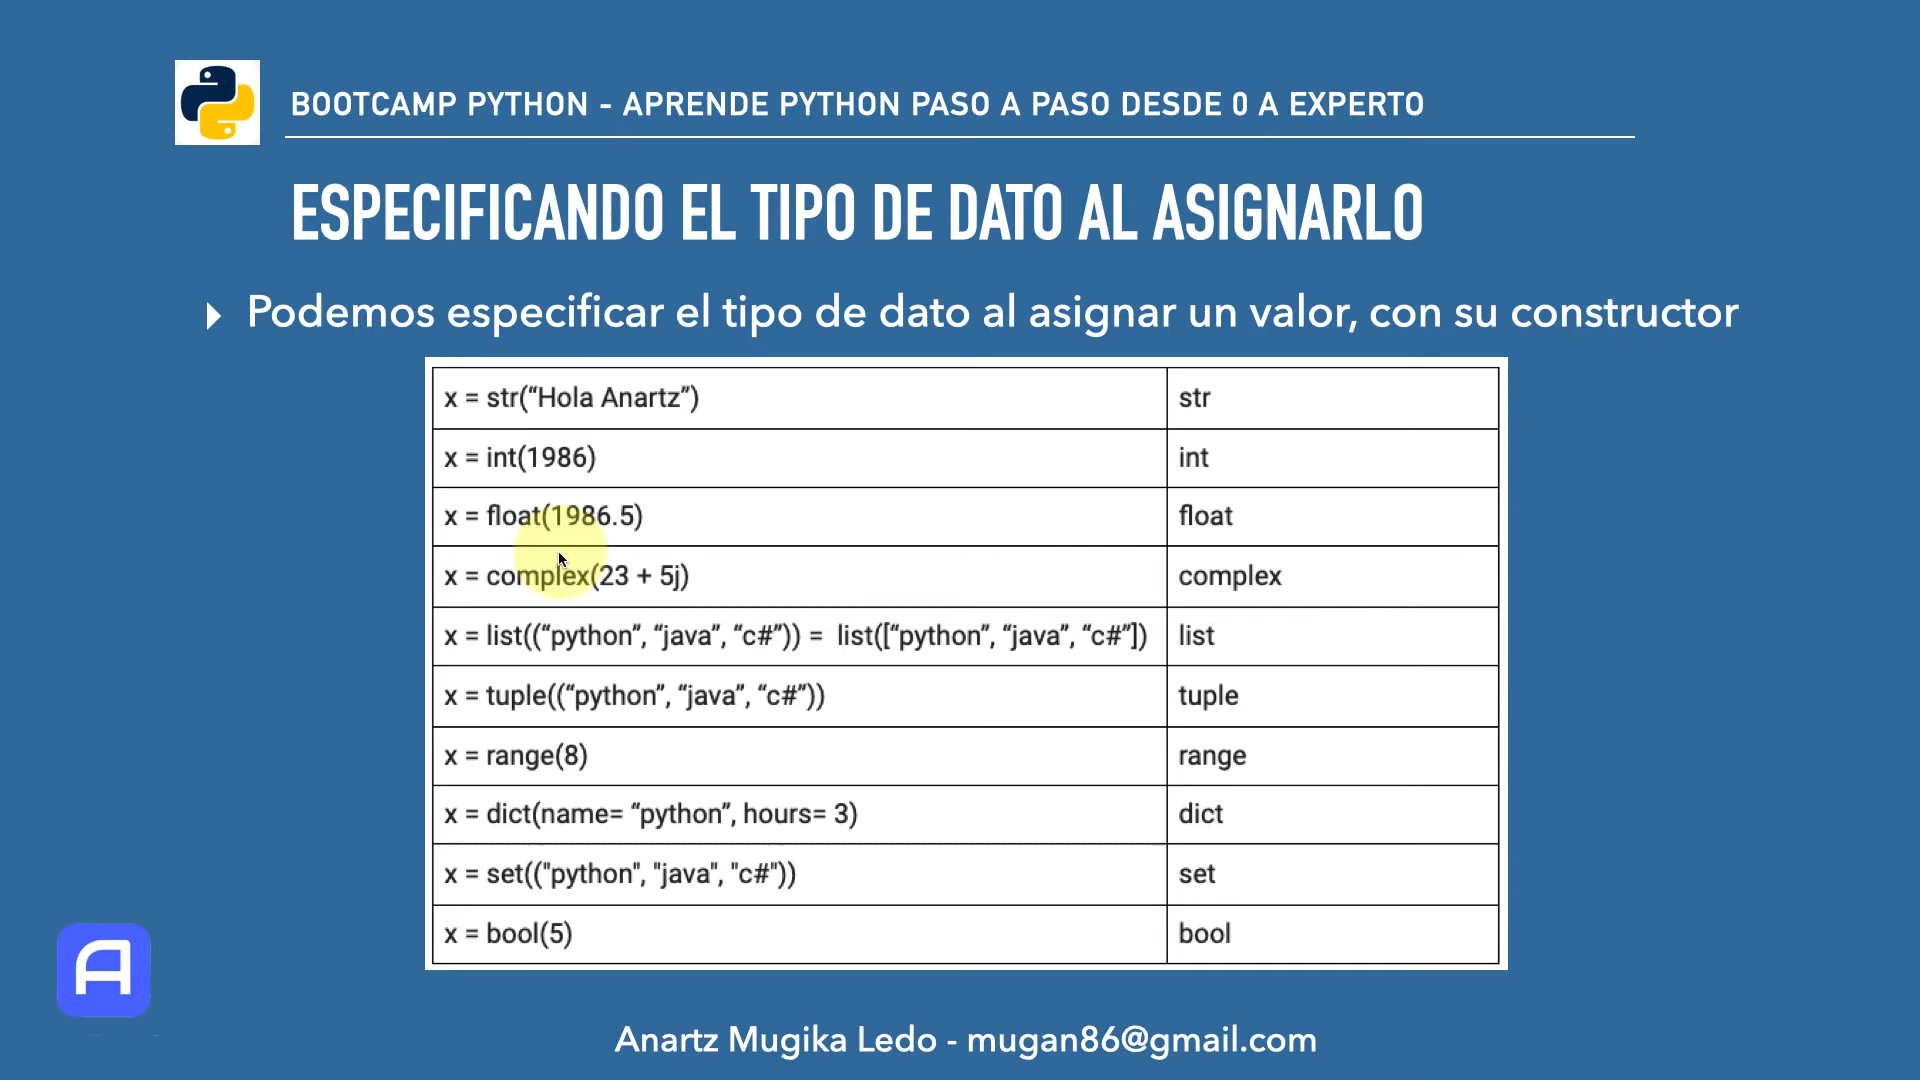 BOOTCAMP PYTHON - APRENDE PYTHON PASO A PASO DESDE 0 A EXPERTO
ESPECIFICANDO EL TIPO DE DATO AL ASIGNARLO
Podemos especificar el tipo de dato al asignar un valor, con su constructor
x = str(“Hola Anartz”) str
x = int(1986) int
x = float(1986.5) float
x = complex(23 + 5j) complex
x = list((“python”, “java”, “c#”)) = list([“python”, “java”, “c#”]) list
x = tuple((“python”, “java”, “c#”)) tuple
x = range(8) range
x = dict(name= “python”, hours= 3) dict
x = set(("python", "java", "c#")) set
x = bool(5) bool
A
Anartz Mugika Ledo - mugan86@gmail.com